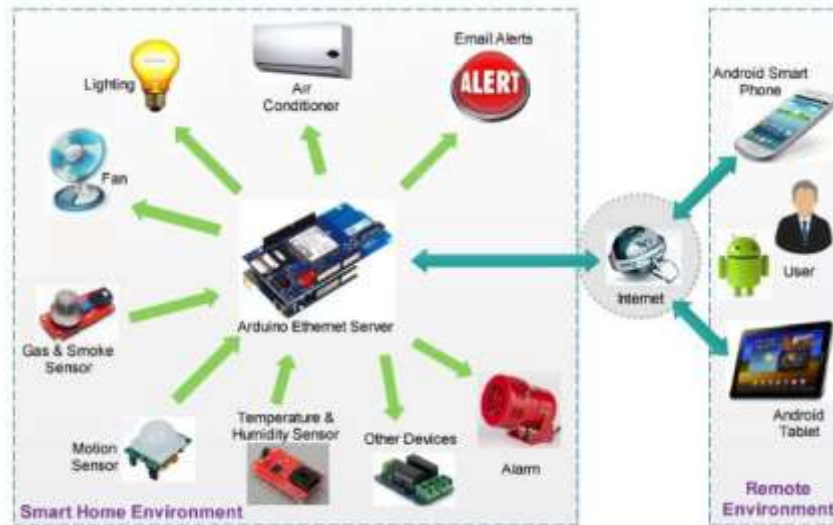 Lighting
Air
Conditioner
Email Alerts
ALERT
Android Smart
Phone
Fan
Arduino Ethernet Server
Internet
User
Gas & Smoke
Sensor
Motion
Sensor
Temperature &
Humidity Sensor
Other Devices
Alarm
Android
Tablet
Smart Home Environment
Remote
Environment